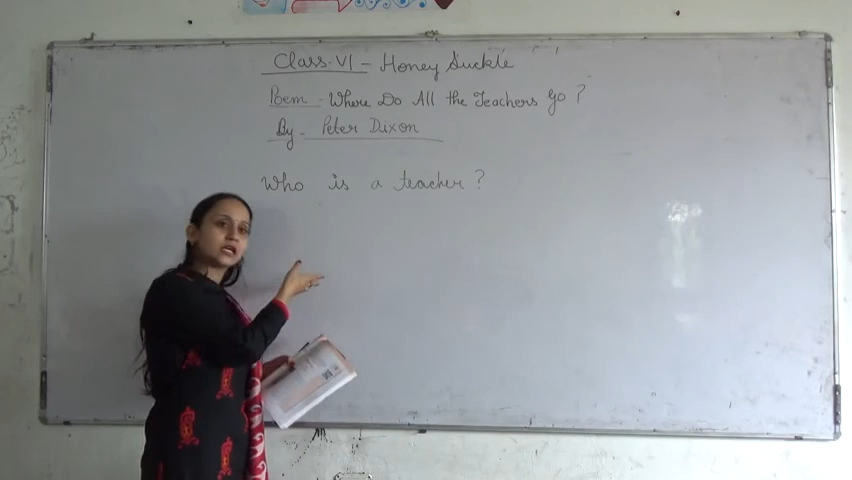 Class-VI - Honey Suckle
Poem - Where Do All the Teachers Go ?
By - Peter Dixon
Who is a teacher ?